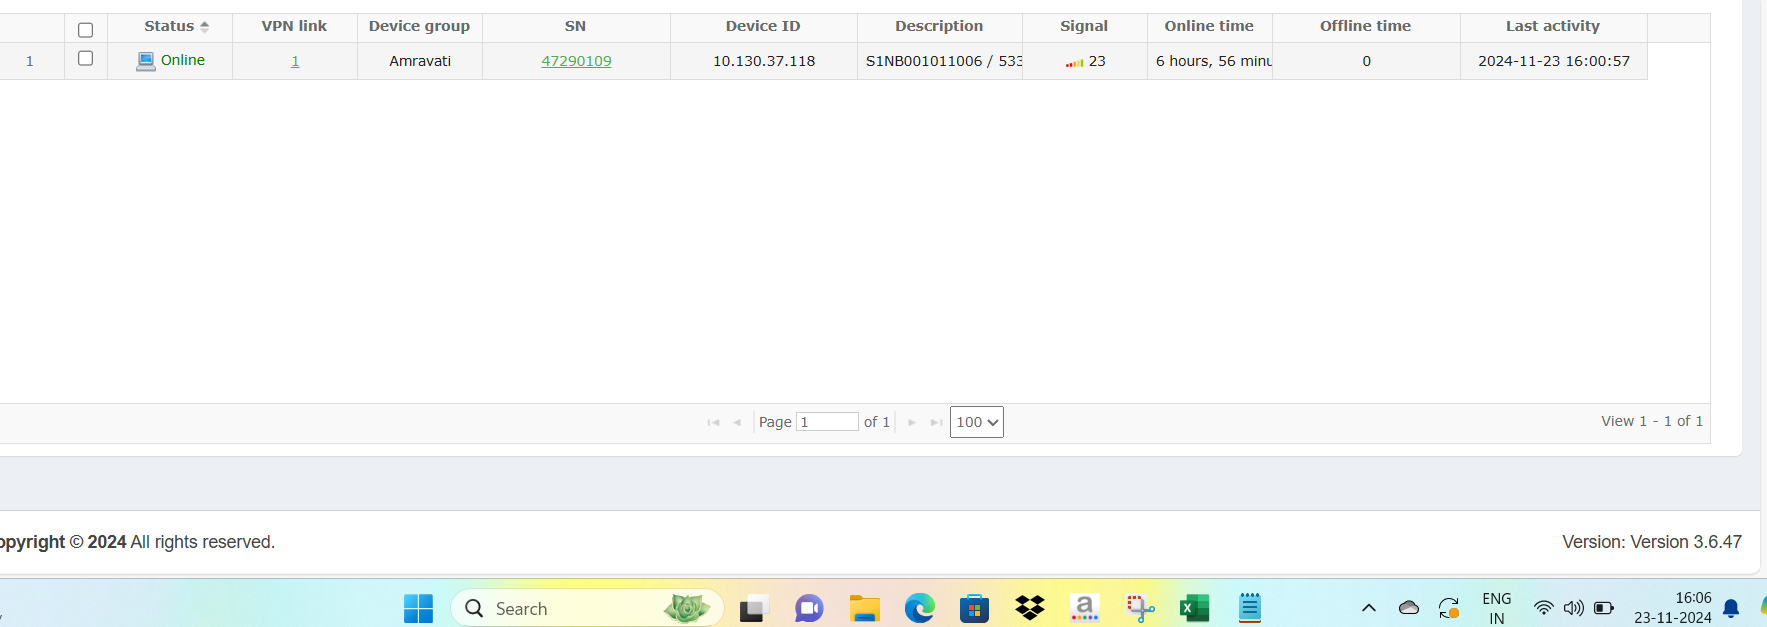 Status VPN link Device group SN Device ID Description Signal Online time Offline time Last activity
1 Online 1 Amravati 47290109 10.130.37.118 S1NB001011006 / 533 23 6 hours, 56 minu 0 2024-11-23 16:00:57
Page 1 of 1 100 View 1 - 1 of 1
opyright © 2024 All rights reserved. Version: Version 3.6.47
Search a X ENG 16:06
IN 23-11-2024